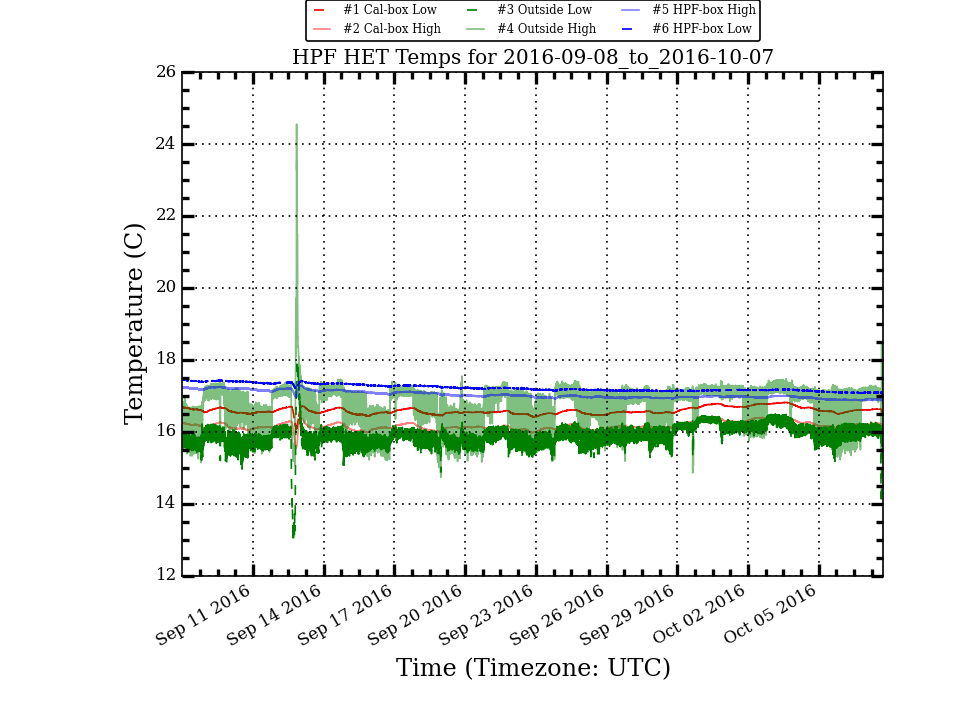 #1 Cal-box Low #3 Outside Low #5 HPF-box High
#2 Cal-box High #4 Outside High #6 HPF-box Low
HPF HET Temps for 2016-09-08_to_2016-10-07
26
24
22
20
18
16
14
12
Temperature (C)
Sep 11 2016 Sep 14 2016 Sep 17 2016 Sep 20 2016 Sep 23 2016 Sep 26 2016 Sep 29 2016 Oct 02 2016 Oct 05 2016
Time (Timezone: UTC)